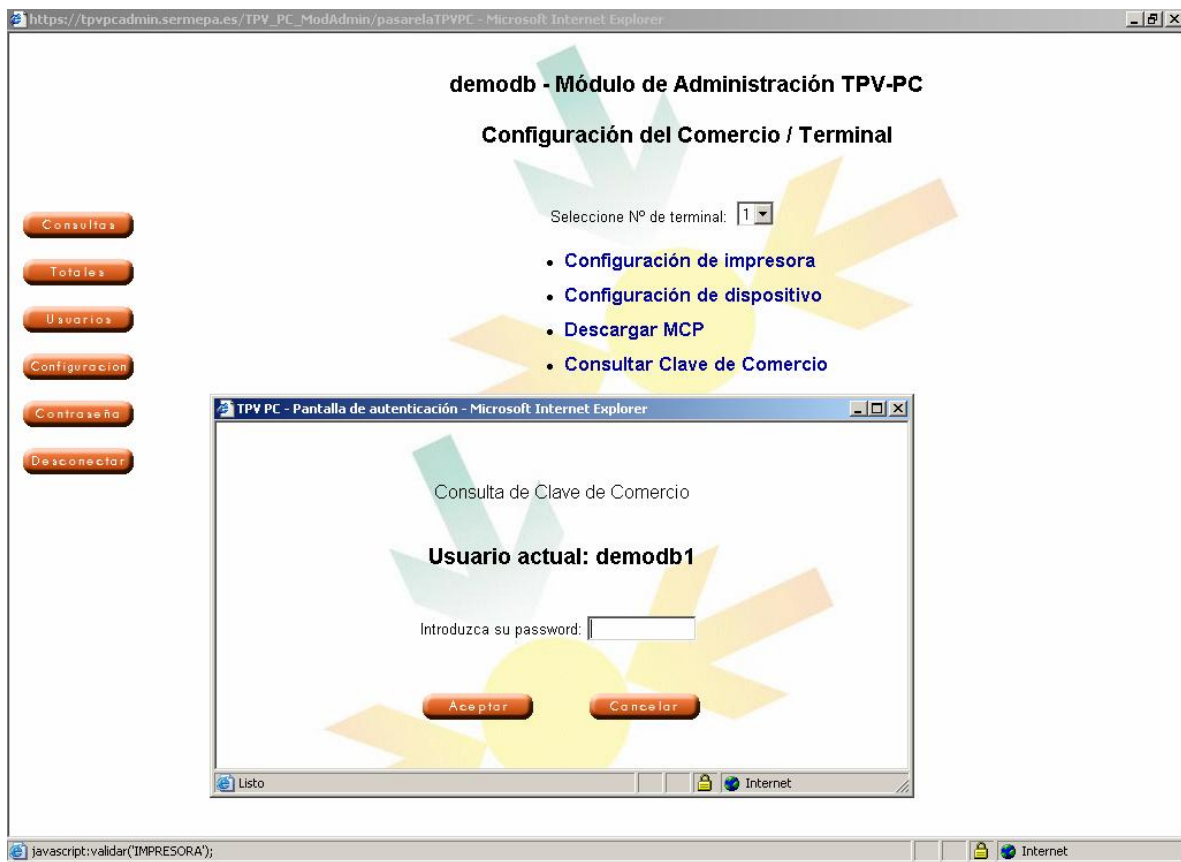 https://tpvpcadmin.sermepa.es/TPV_PC_ModAdmin/pasarelaTPVPC - Microsoft Internet Explorer
demodb - Módulo de Administración TPV-PC
Configuración del Comercio / Terminal
Seleccione Nº de terminal: 1
Consultas
Totales
Usuarios
Configuracion
Contraseña
Desconectar
• Configuración de impresora
• Configuración de dispositivo
• Descargar MCP
• Consultar Clave de Comercio
TPV PC - Pantalla de autenticación - Microsoft Internet Explorer
Consulta de Clave de Comercio
Usuario actual: demodb1
Introduzca su password:
Aceptar Cancelar
Listo Internet
javascript:validar('IMPRESORA'); Internet